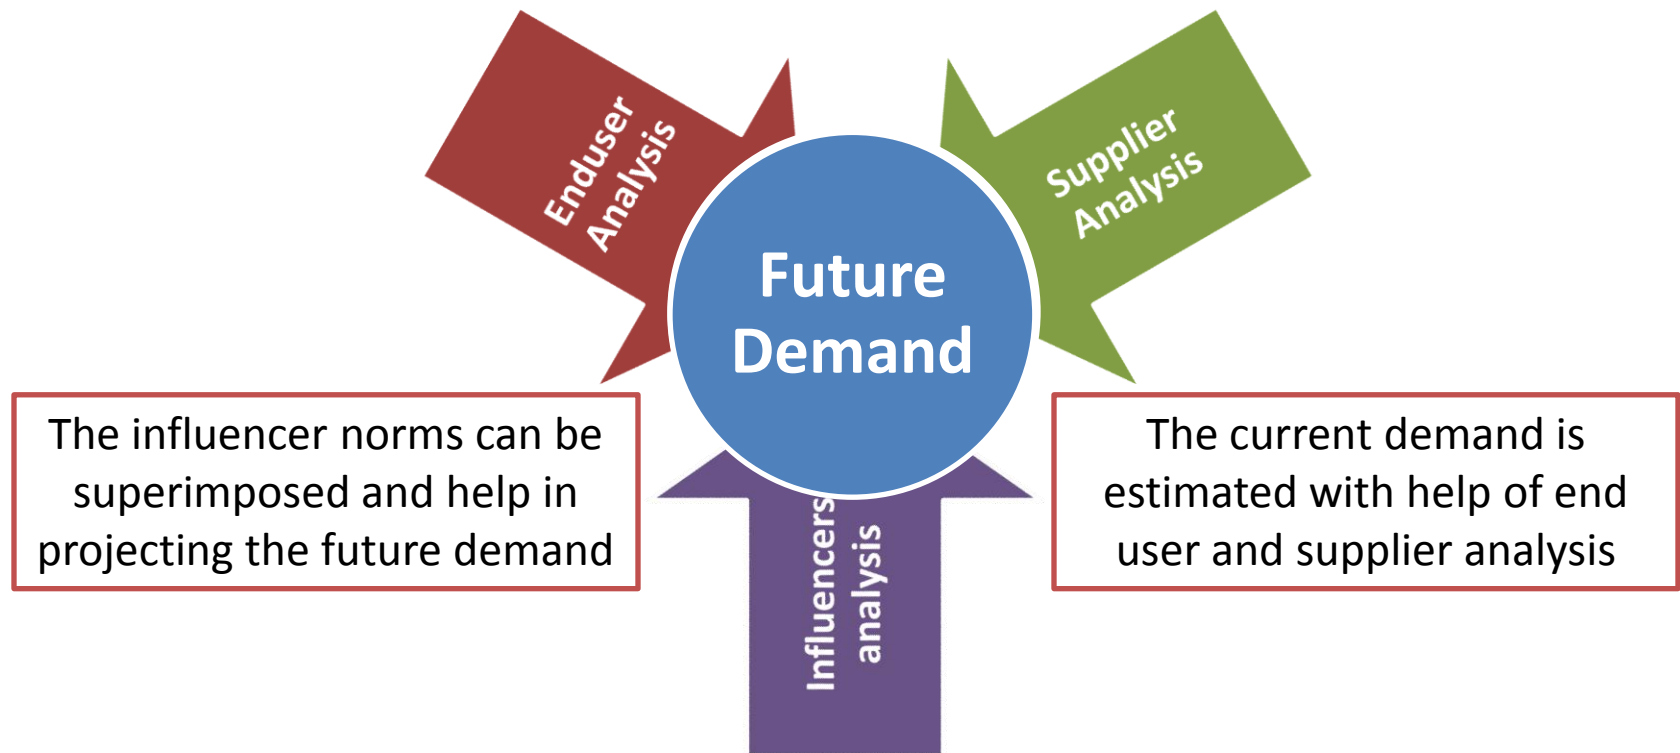 Enduser
Analysis
Supplier
Analysis
Future
Demand
The influencer norms can be
superimposed and help in
projecting the future demand
The current demand is
estimated with help of end
user and supplier analysis
Influencers
analysis